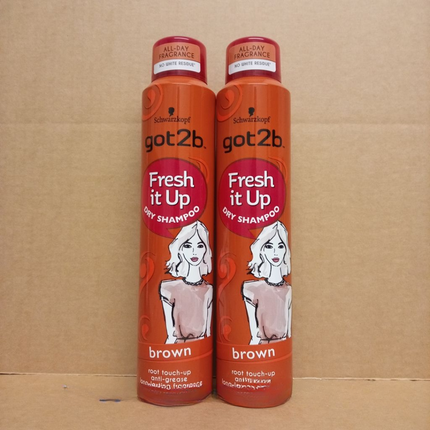 ALL-DAY
FRAGRANCE
NO WHITE RESIDUE
Schwarzkopf
got2b
Fresh
it Up
DRY SHAMPOO
brown
root touch-up
anti-grease
ALL-DAY
FRAGRANCE
NO WHITE RESIDUE
Schwarzkopf
got2b
Fresh
it Up
DRY SHAMPOO
brown
root touch-up